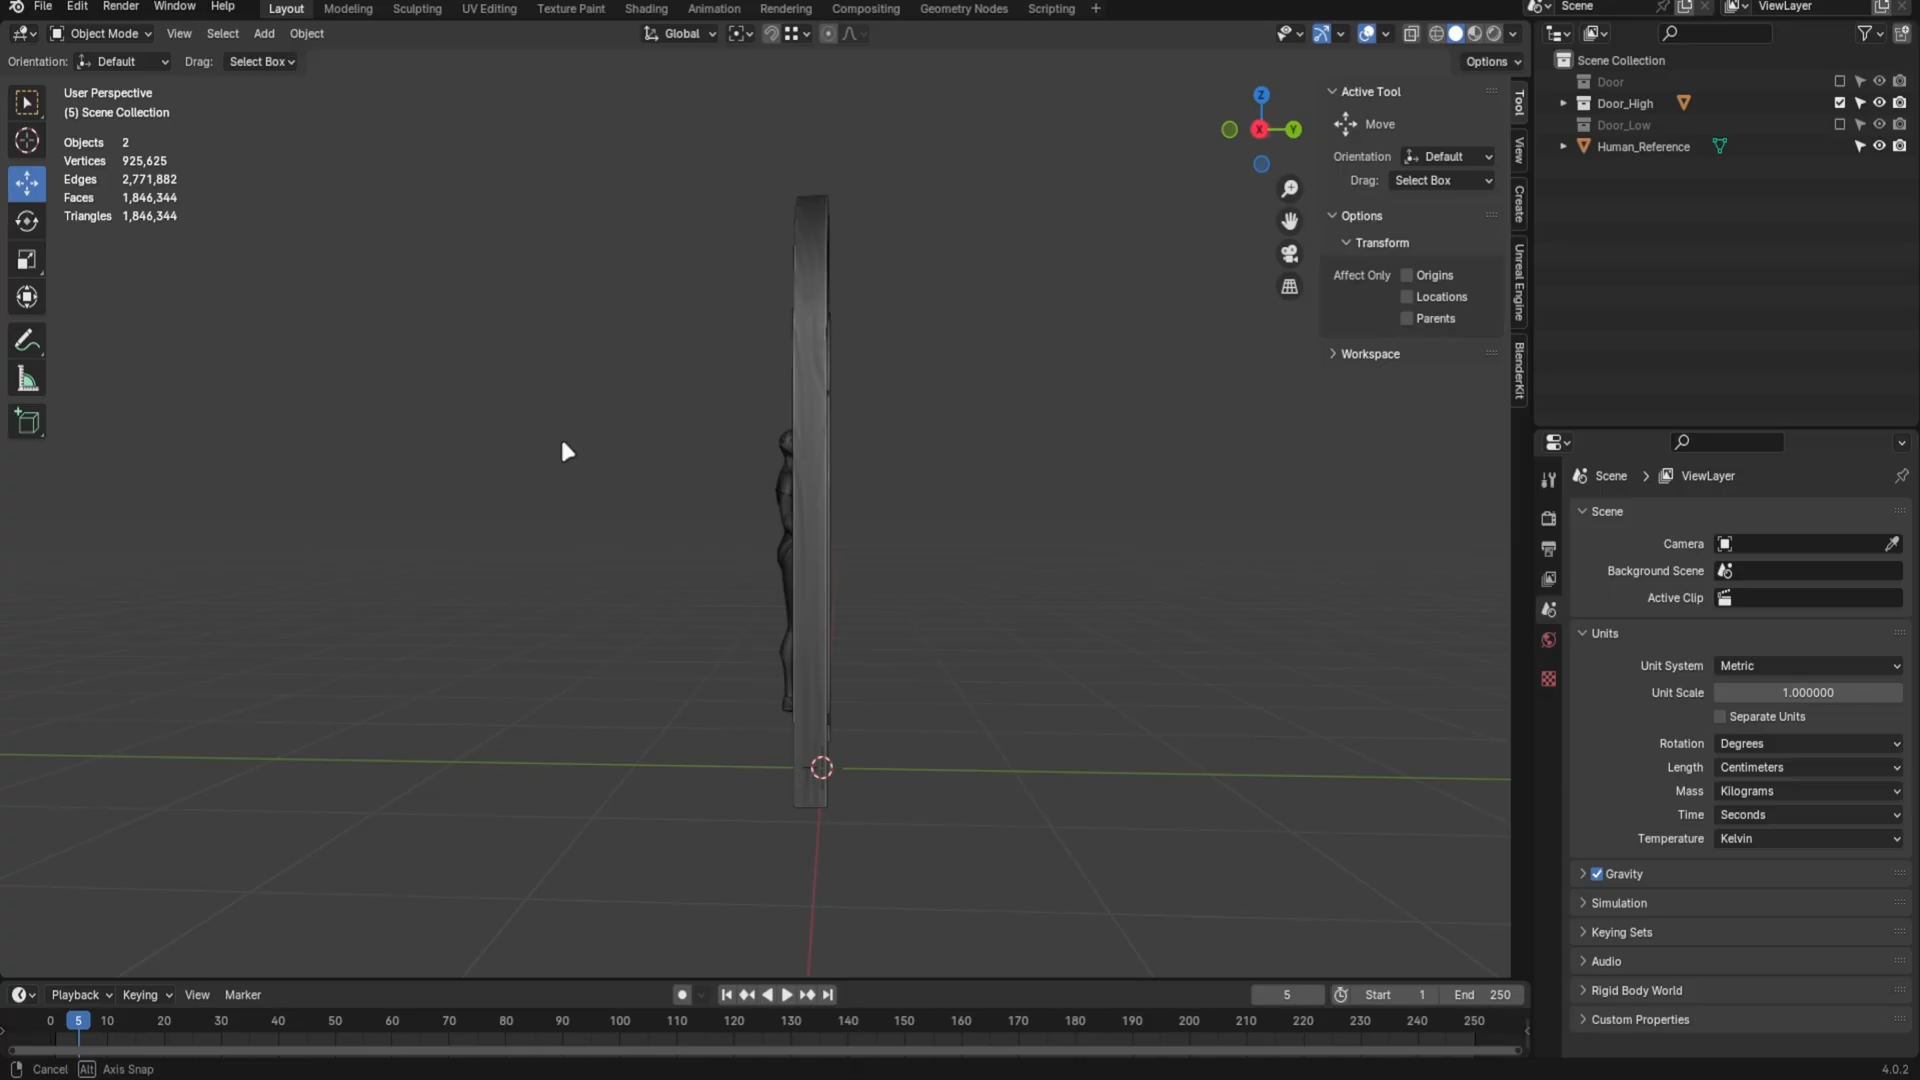 File Edit Render Window Help Layout Modeling Sculpting UV Editing Texture Paint Shading Animation Rendering Compositing Geometry Nodes Scripting + Scene ViewLayer
Object Mode View Select Add Object Global
Orientation: Default Drag: Select Box Options
User Perspective
(5) Scene Collection
Objects 2
Vertices 925,625
Edges 2,771,882
Faces 1,846,344
Triangles 1,846,344
Z
X
Y
Active Tool
Move
Orientation Default
Drag: Select Box
Options
Transform
Affect Only Origins
Locations
Parents
Workspace
Tool
View
Create
Unreal Engine
BlenderKit
Scene Collection
Door
Door_High
Door_Low
Human_Reference
Scene > ViewLayer
Scene
Camera
Background Scene
Active Clip
Units
Unit System Metric
Unit Scale 1.000000
Separate Units
Rotation Degrees
Length Centimeters
Mass Kilograms
Time Seconds
Temperature Kelvin
Gravity
Simulation
Keying Sets
Audio
Rigid Body World
Custom Properties
Playback Keying View Marker 5 Start 1 End 250
0 5 10 20 30 40 50 60 70 80 90 100 110 120 130 140 150 160 170 180 190 200 210 220 230 240 250
Cancel Alt Axis Snap 4.0.2